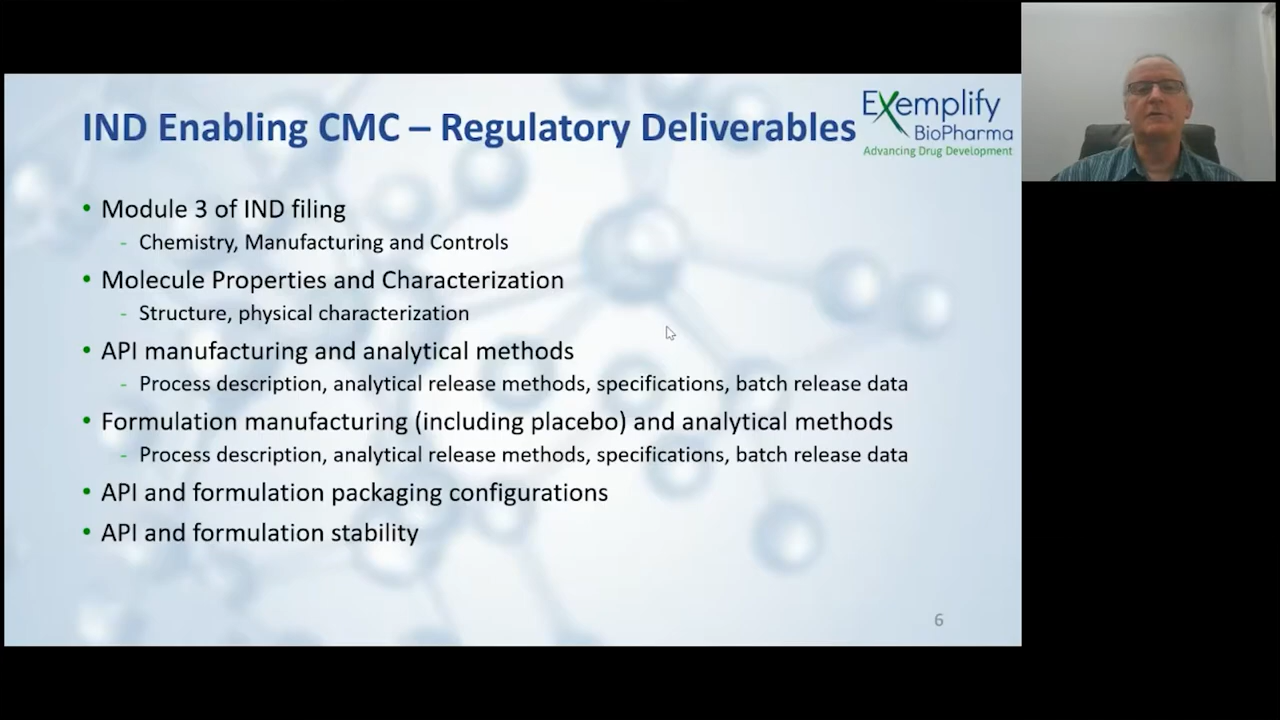 IND Enabling CMC – Regulatory Deliverables
Exemplify
BioPharma
Advancing Drug Development
• Module 3 of IND filing
- Chemistry, Manufacturing and Controls
• Molecule Properties and Characterization
- Structure, physical characterization
• API manufacturing and analytical methods
- Process description, analytical release methods, specifications, batch release data
• Formulation manufacturing (including placebo) and analytical methods
- Process description, analytical release methods, specifications, batch release data
• API and formulation packaging configurations
• API and formulation stability
6